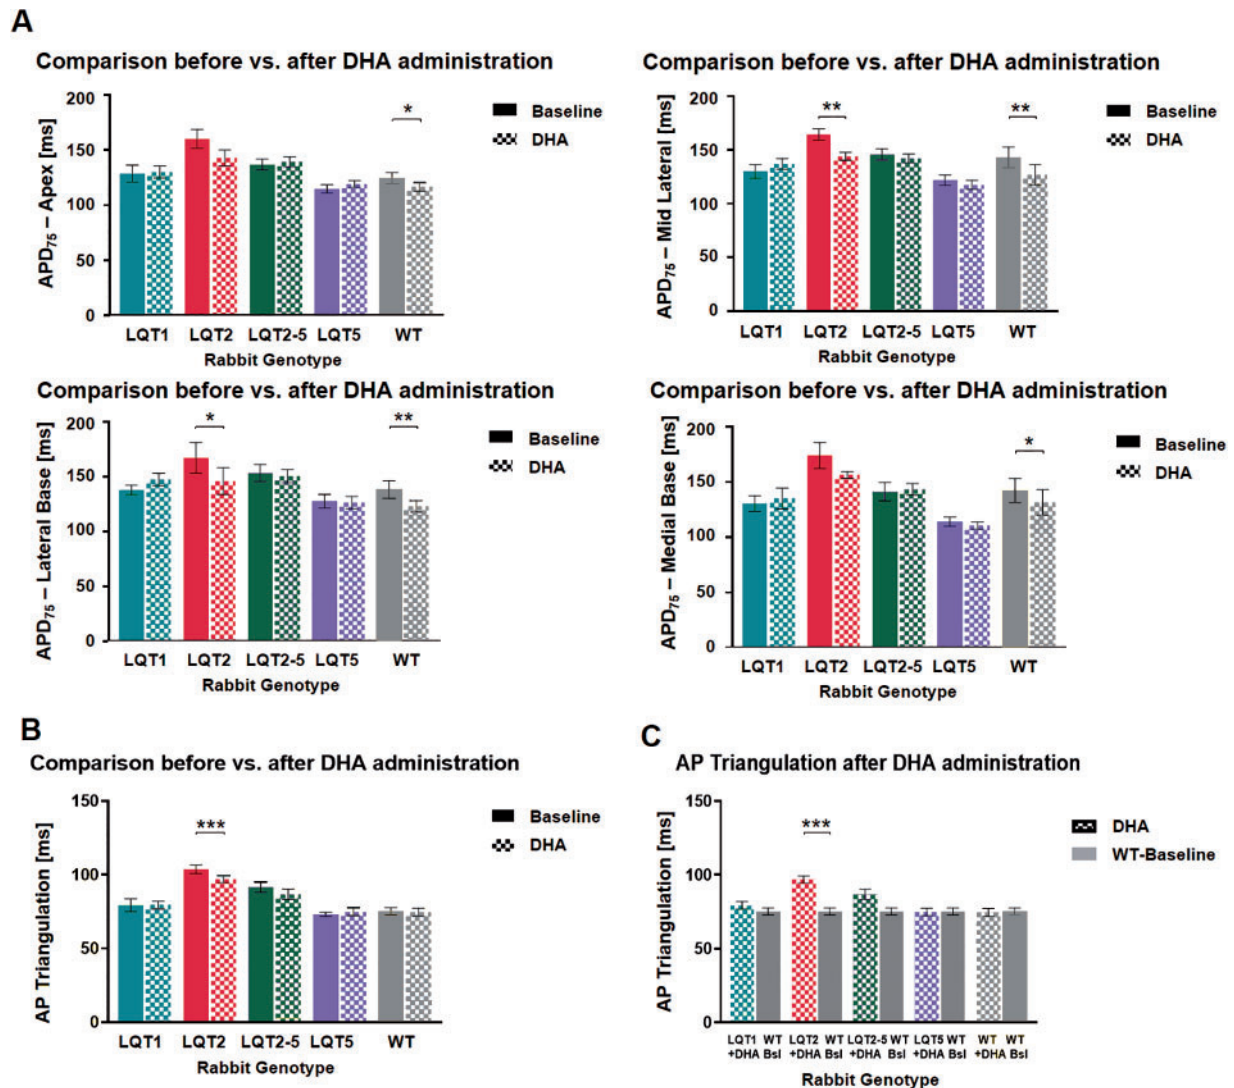 A
Comparison before vs. after DHA administration
APD75 – Apex [ms]
200
150
100
50
0
*
Baseline
DHA
LQT1 LQT2 LQT2-5 LQT5 WT
Rabbit Genotype
Comparison before vs. after DHA administration
APD75 – Mid Lateral [ms]
200
150
100
50
0
** **
Baseline
DHA
LQT1 LQT2 LQT2-5 LQT5 WT
Rabbit Genotype
Comparison before vs. after DHA administration
APD75 – Lateral Base [ms]
200
150
100
50
0
* **
Baseline
DHA
LQT1 LQT2 LQT2-5 LQT5 WT
Rabbit Genotype
Comparison before vs. after DHA administration
APD75 – Medial Base [ms]
200
150
100
50
0
*
Baseline
DHA
LQT1 LQT2 LQT2-5 LQT5 WT
Rabbit Genotype
B
Comparison before vs. after DHA administration
AP Triangulation [ms]
150
100
50
0
***
Baseline
DHA
LQT1 LQT2 LQT2-5 LQT5 WT
Rabbit Genotype
C
AP Triangulation after DHA administration
AP Triangulation [ms]
150
100
50
0
***
DHA
WT-Baseline
LQT1 WT LQT2 WT LQT2-5 WT LQT5 WT WT WT
+DHA Bsl +DHA Bsl +DHA Bsl +DHA Bsl +DHA Bsl
Rabbit Genotype